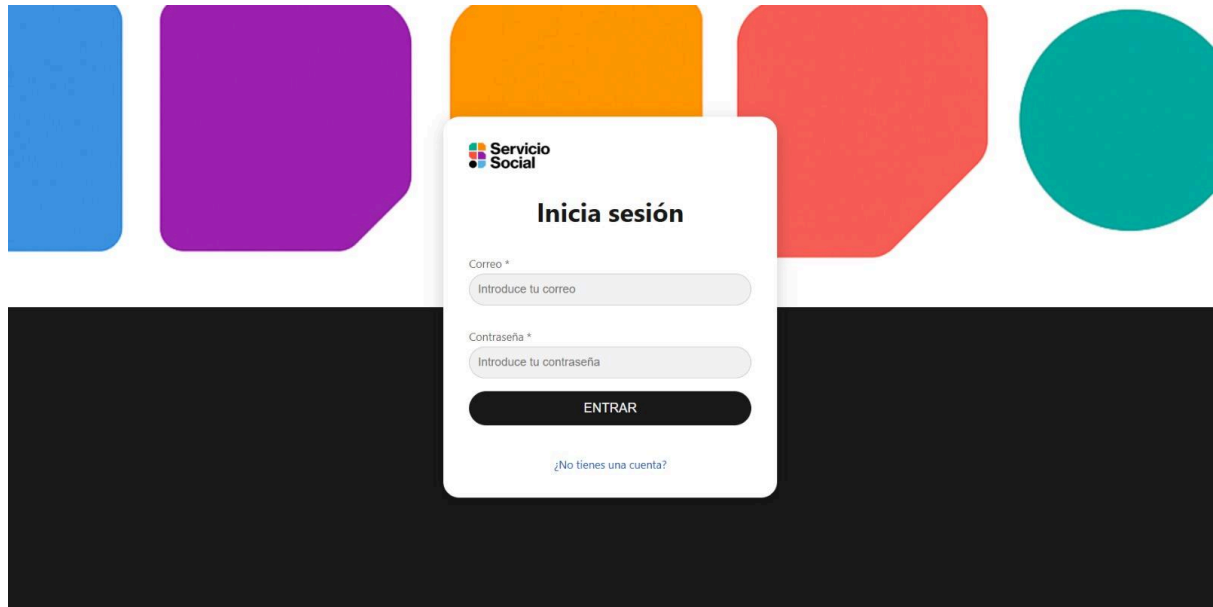 Servicio
Social
Inicia sesión
Correo *
Introduce tu correo
Contraseña *
Introduce tu contraseña
ENTRAR
¿No tienes una cuenta?